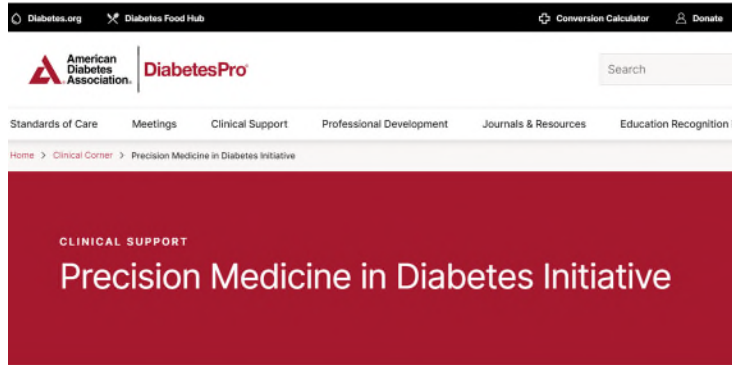 Diabetes.org Diabetes Food Hub Conversion Calculator Donate
American
Diabetes
Association.
DiabetesPro
Search
Standards of Care Meetings Clinical Support Professional Development Journals & Resources Education Recognition
Home > Clinical Corner > Precision Medicine in Diabetes Initiative
CLINICAL SUPPORT
Precision Medicine in Diabetes Initiative